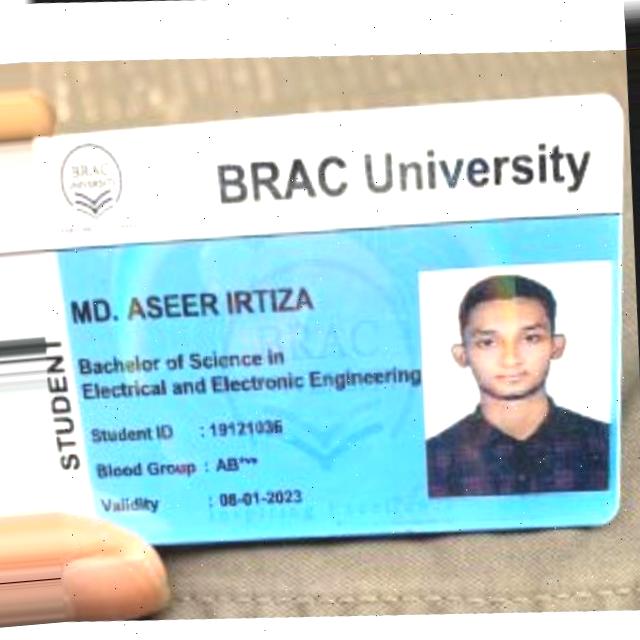 BRAC
UNIVERSITY
BRAC University
MD. ASEER IRTIZA
Bachelor of Science in
Electrical and Electronic Engineering
STUDENT
Student ID : 19121036
Blood Group : AB+ve
Validity : 08-01-2023
BRAC
Inspiring Excellence